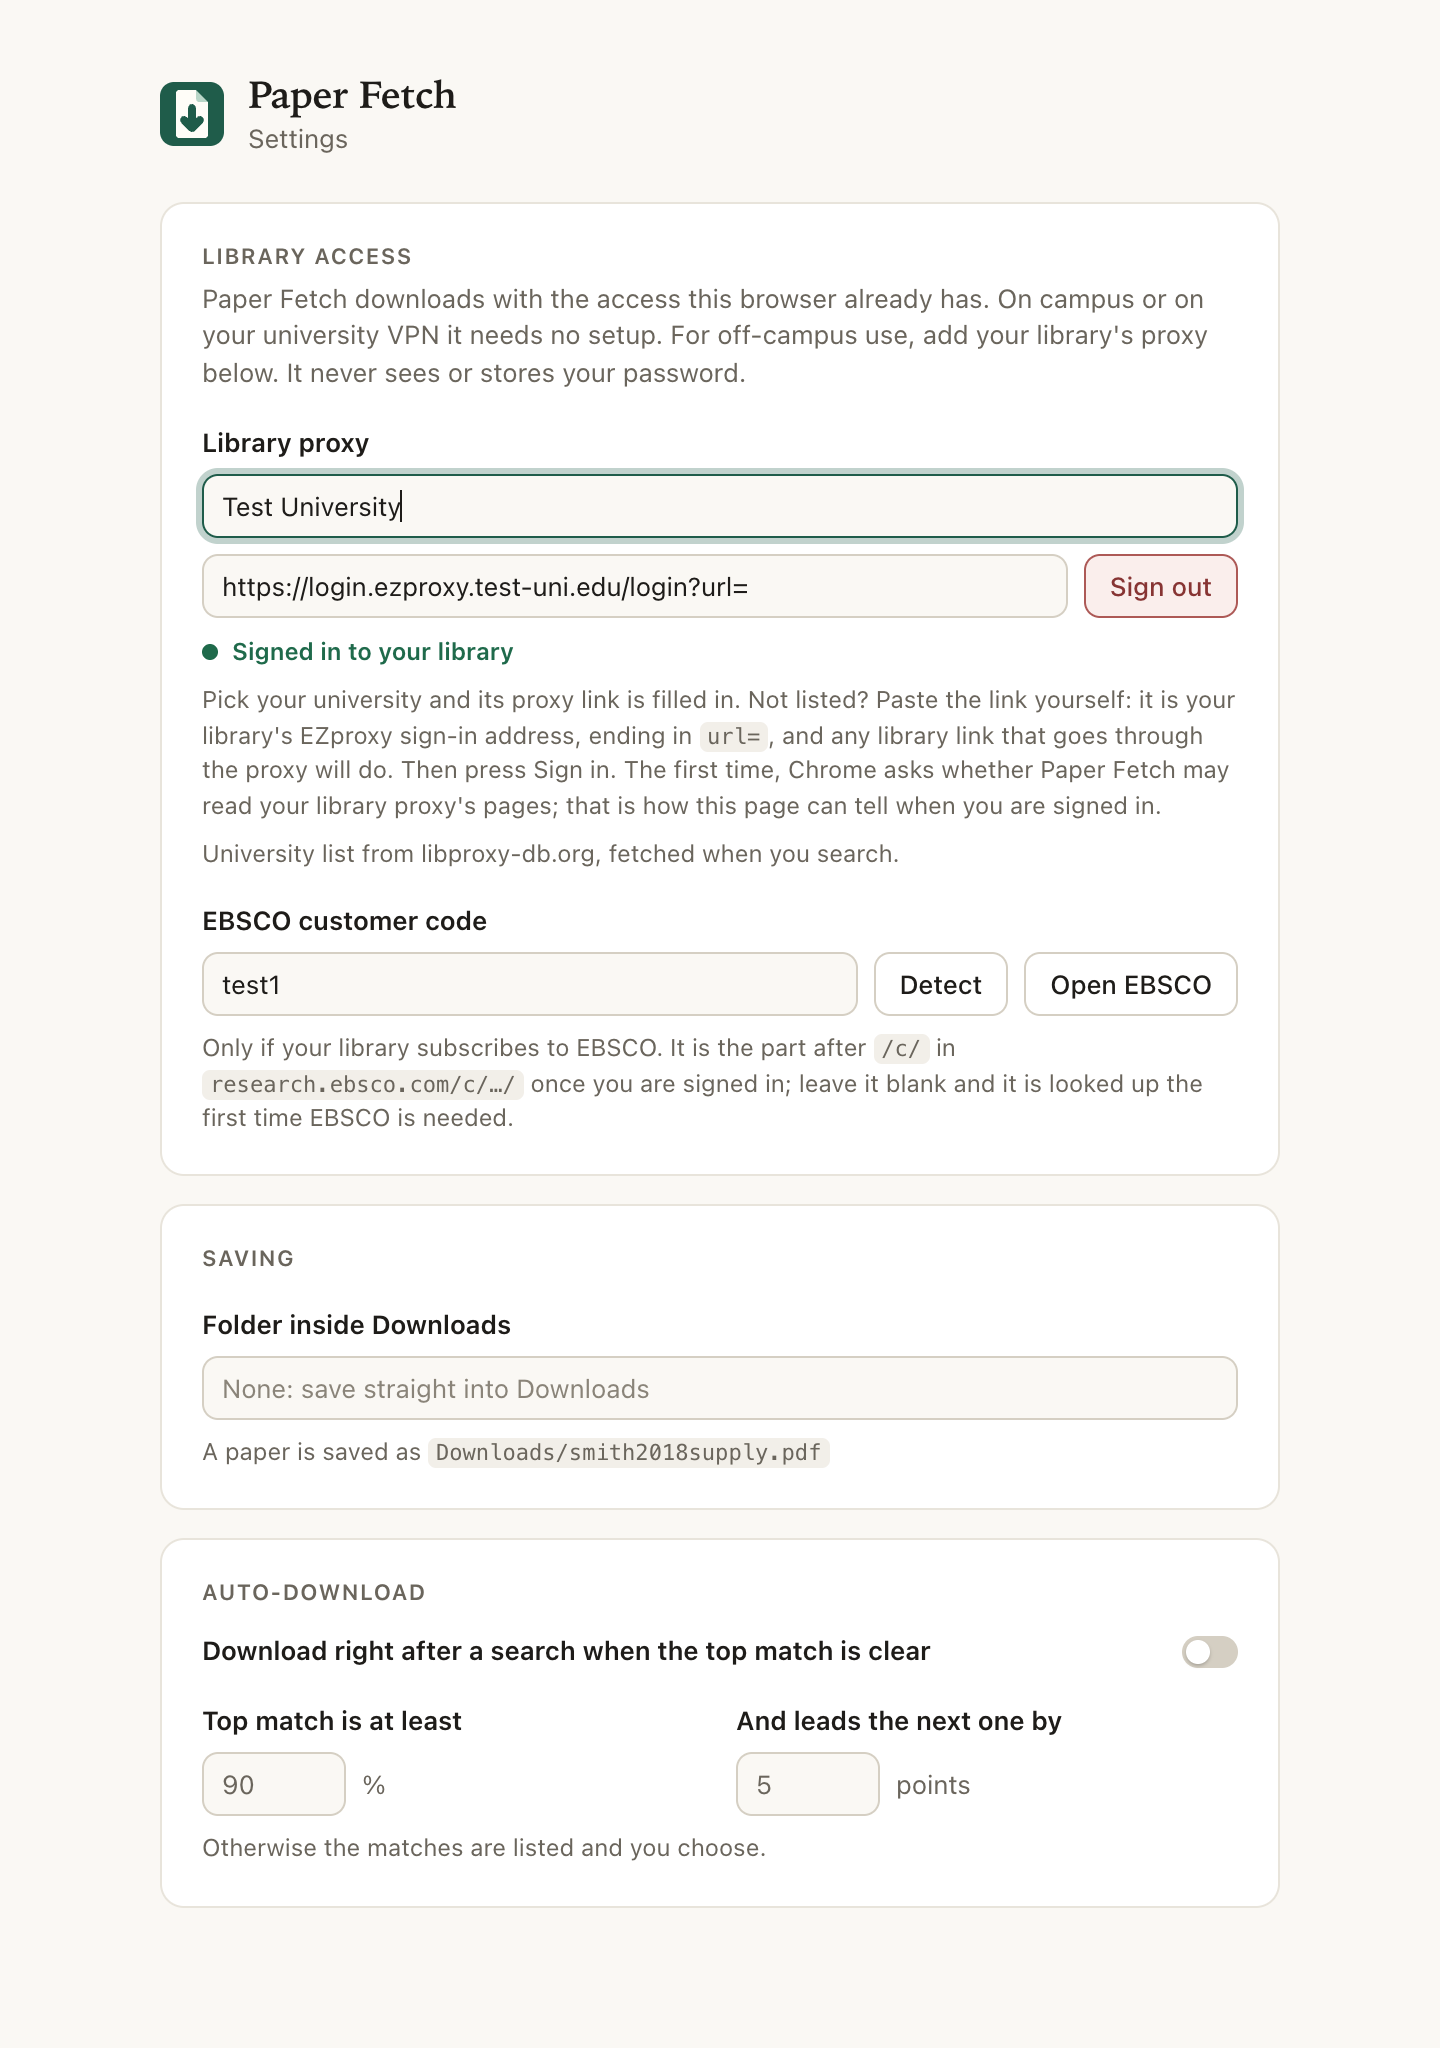 Paper Fetch
Settings
LIBRARY ACCESS
Paper Fetch downloads with the access this browser already has. On campus or on
your university VPN it needs no setup. For off-campus use, add your library's proxy
below. It never sees or stores your password.
Library proxy
Test University
https://login.ezproxy.test-uni.edu/login?url=
Sign out
Signed in to your library
Pick your university and its proxy link is filled in. Not listed? Paste the link yourself: it is your
library's EZproxy sign-in address, ending in url=, and any library link that goes through
the proxy will do. Then press Sign in. The first time, Chrome asks whether Paper Fetch may
read your library proxy's pages; that is how this page can tell when you are signed in.
University list from libproxy-db.org, fetched when you search.
EBSCO customer code
test1
Detect
Open EBSCO
Only if your library subscribes to EBSCO. It is the part after /c/ in
research.ebsco.com/c/…/ once you are signed in; leave it blank and it is looked up the
first time EBSCO is needed.
SAVING
Folder inside Downloads
None: save straight into Downloads
A paper is saved as Downloads/smith2018supply.pdf
AUTO-DOWNLOAD
Download right after a search when the top match is clear
Top match is at least
90 %
And leads the next one by
5 points
Otherwise the matches are listed and you choose.